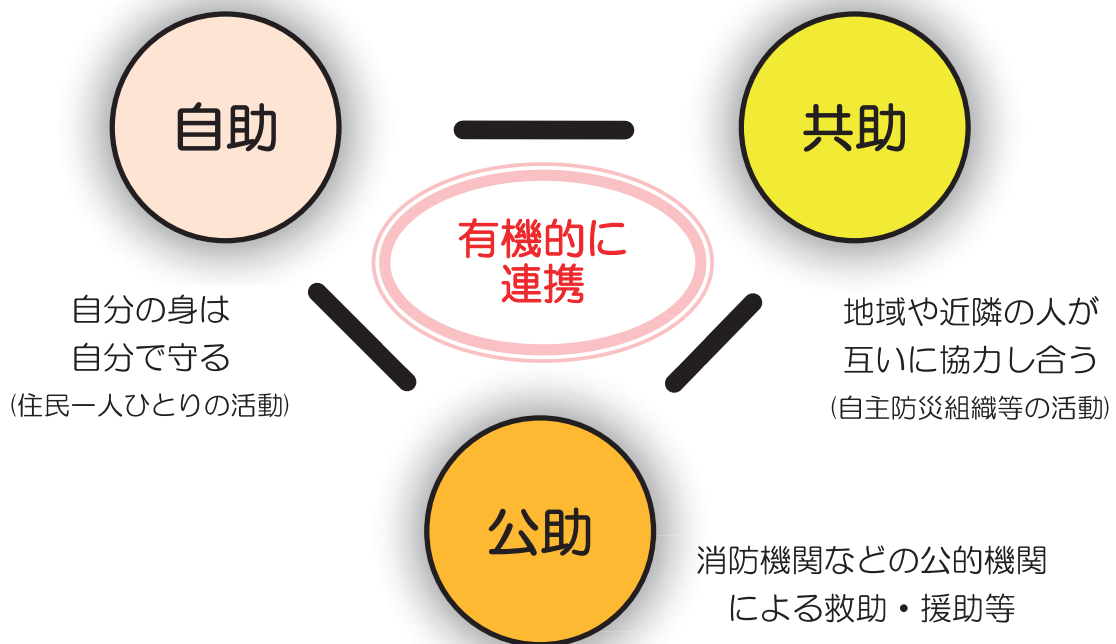 自助
共助
有機的に
連携
自分の身は
自分で守る
(住民一人ひとりの活動)
地域や近隣の人が
互いに協力し合う
(自主防災組織等の活動)
公助
消防機関などの公的機関
による救助・援助等